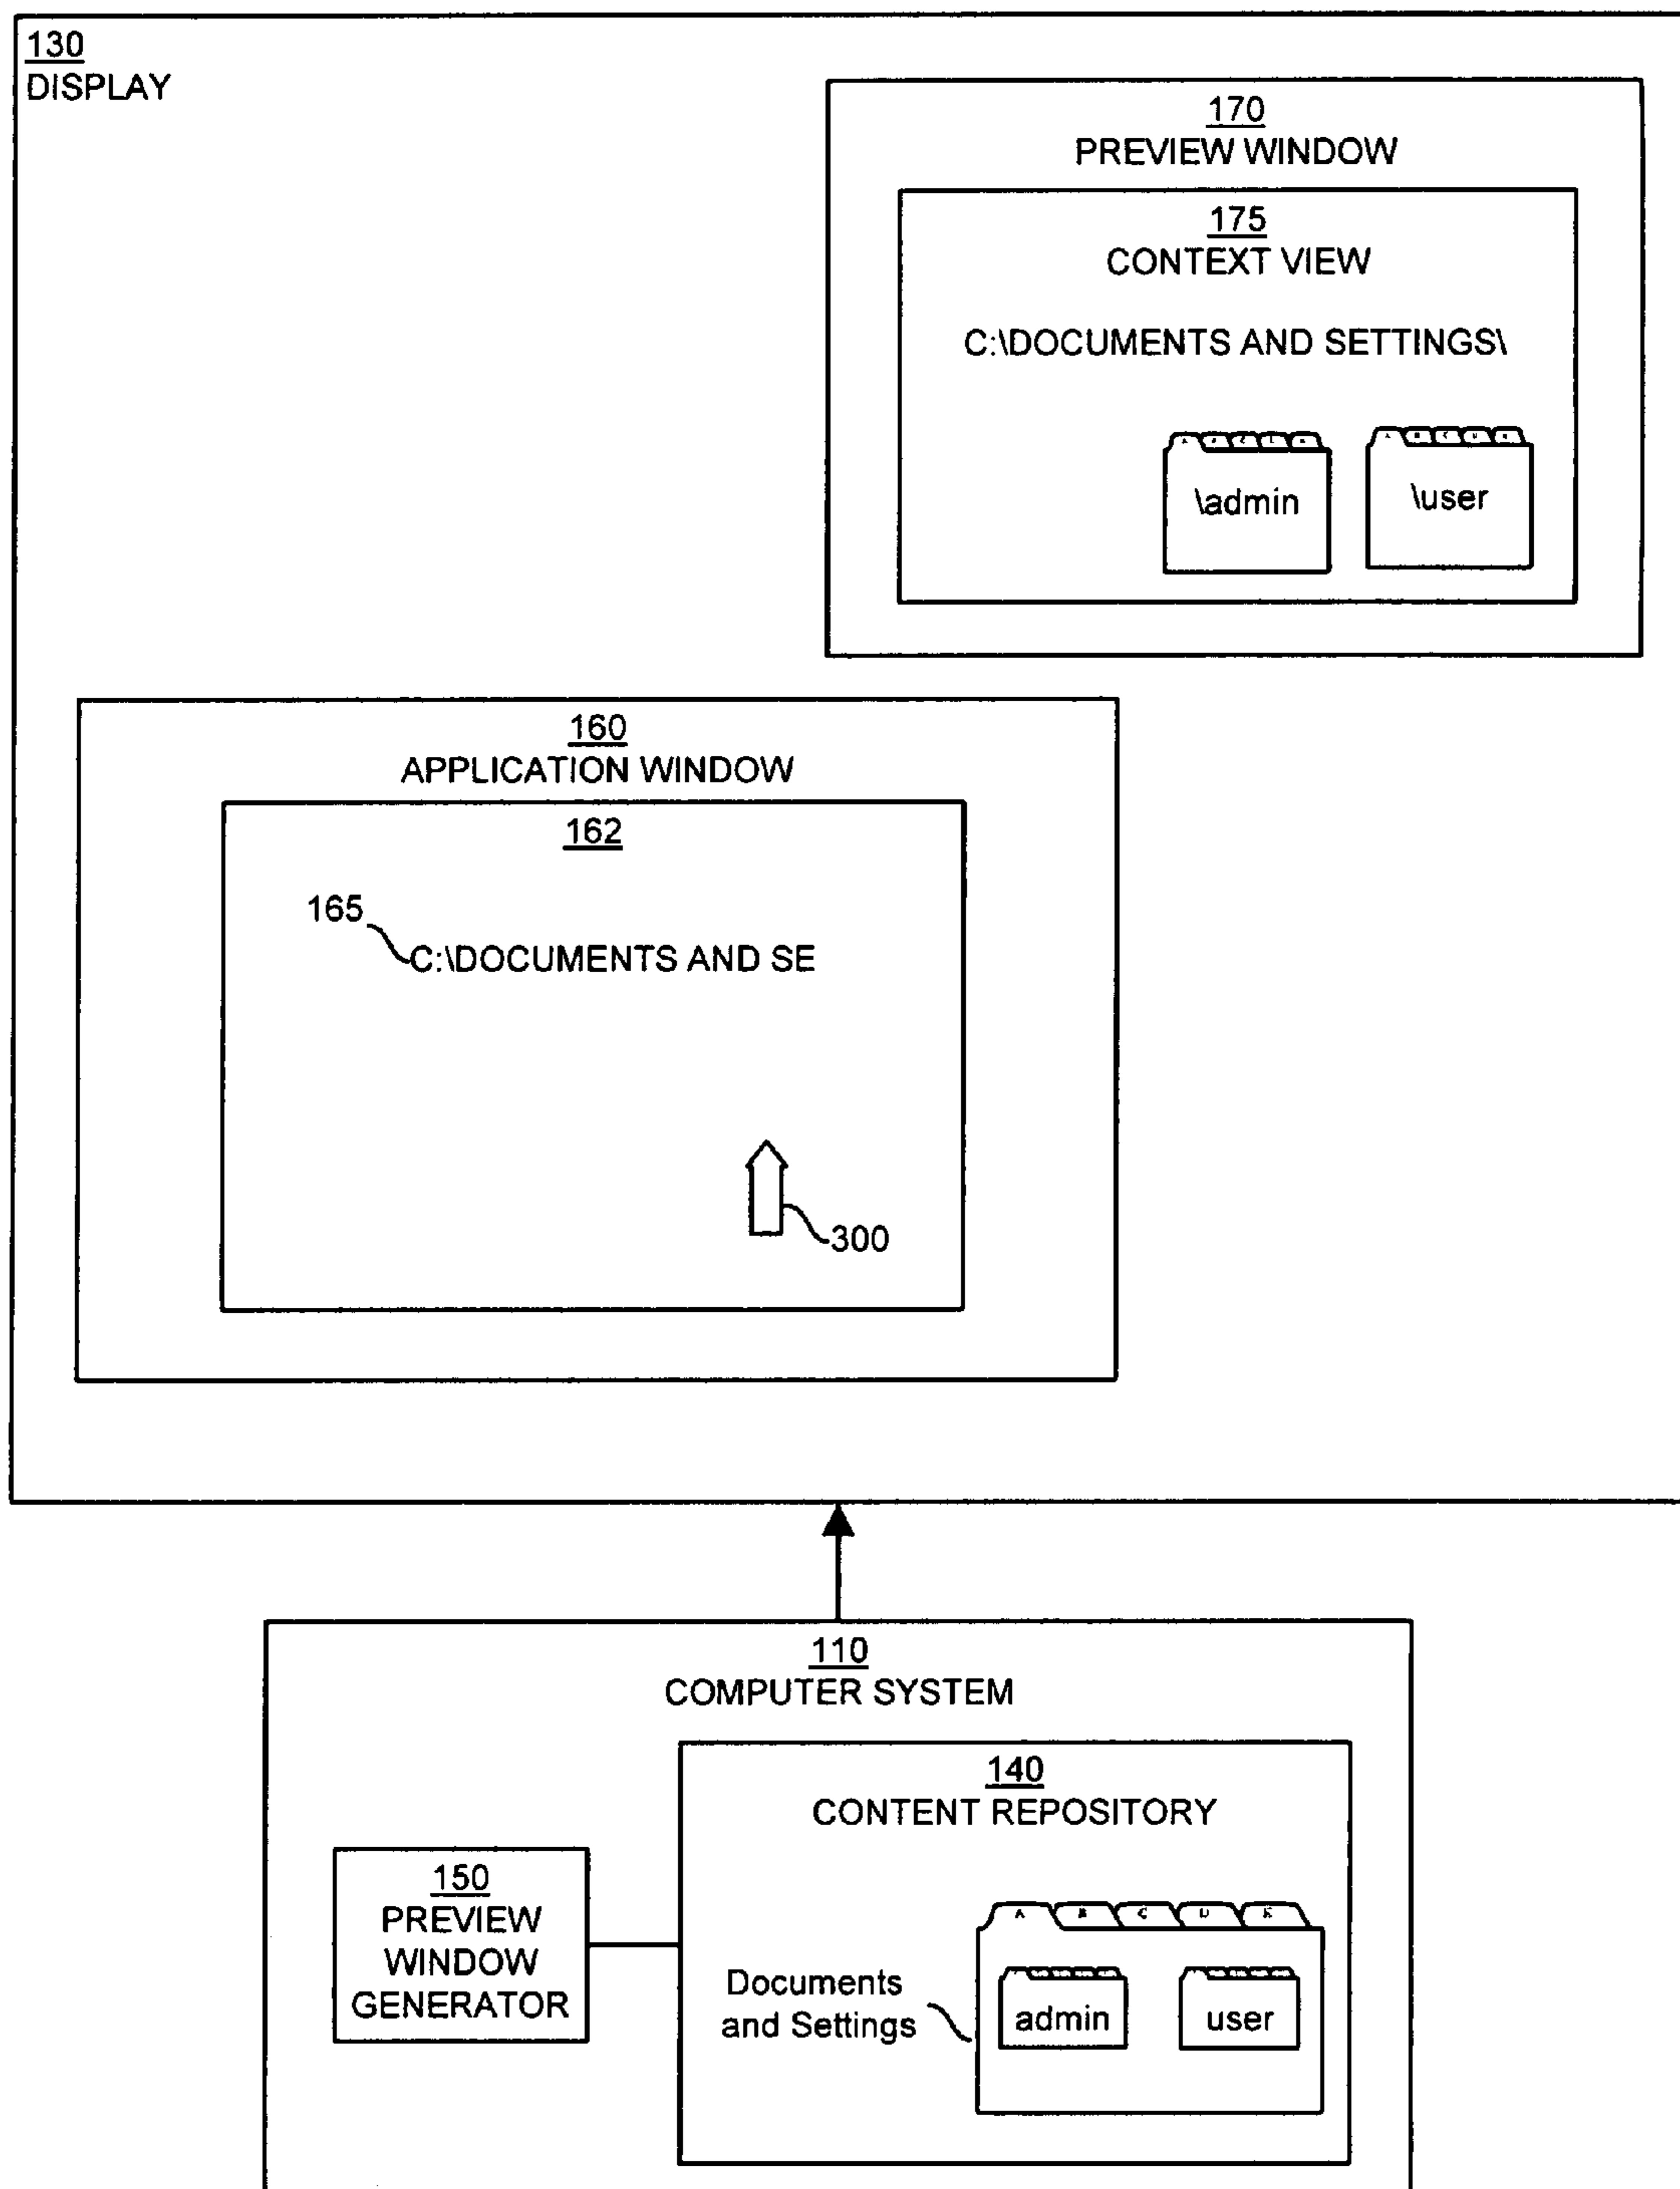 130
DISPLAY
170
PREVIEW WINDOW
175
CONTEXT VIEW
C:\DOCUMENTS AND SETTINGS\
\admin
\user
160
APPLICATION WINDOW
162
165
C:\DOCUMENTS AND SE
300
110
COMPUTER SYSTEM
140
CONTENT REPOSITORY
150
PREVIEW
WINDOW
GENERATOR
A B C D E
Documents
and Settings
admin
user